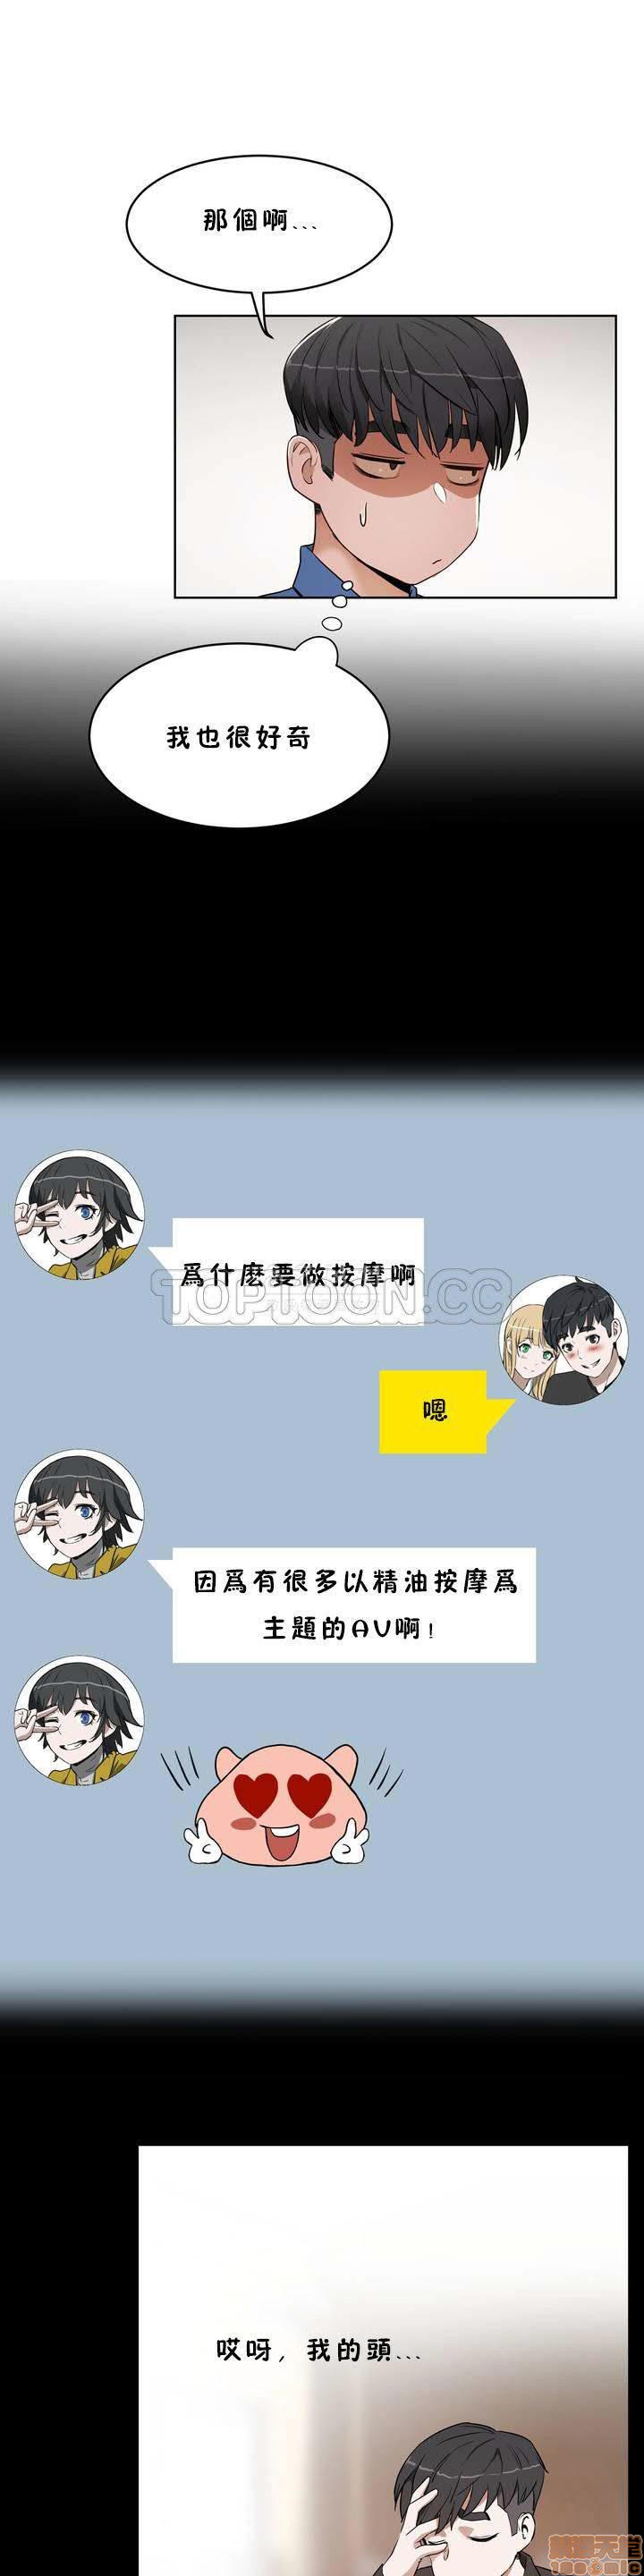 那個啊...
我也很好奇
爲什麽要做按摩啊
TOPTOON.CC
嗯
因爲有很多以精油按摩爲
主題的AV啊!
哎呀，我的頭...